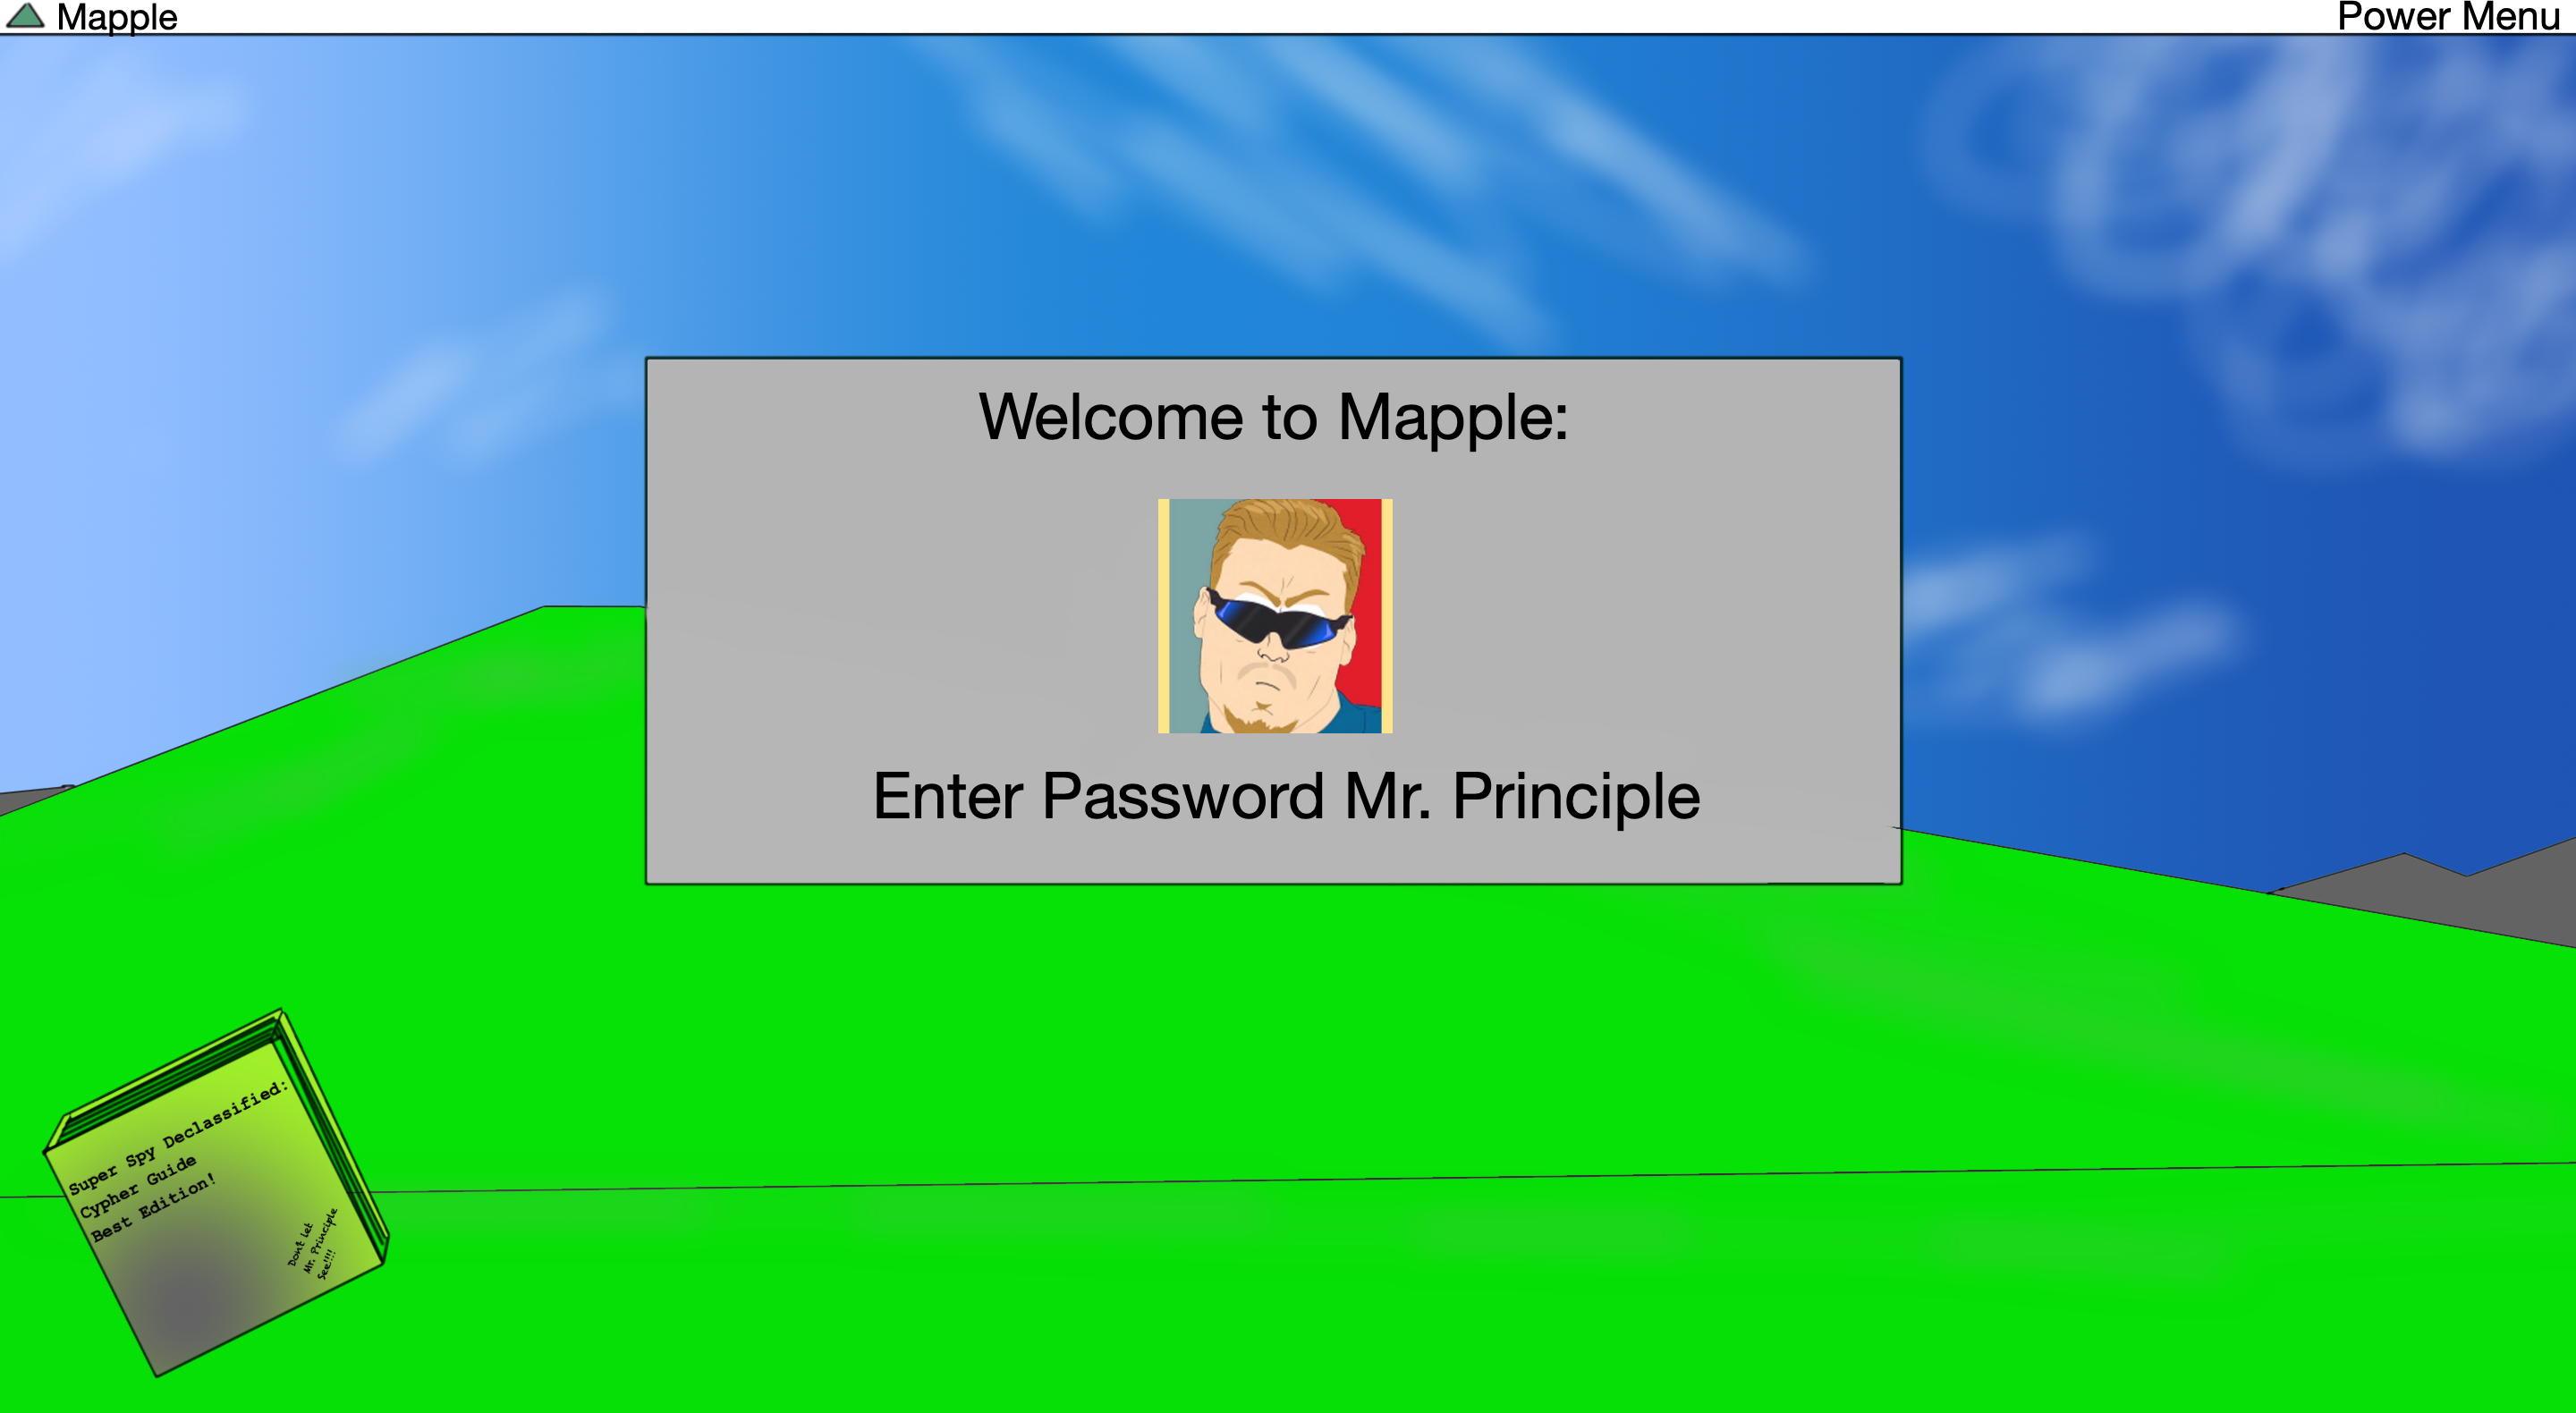 Mapple
Power Menu
Welcome to Mapple:
Enter Password Mr. Principle
Super Spy Declassified:
Cypher Guide
Best Edition!
Don't let
Mr. Principle
See!!!!